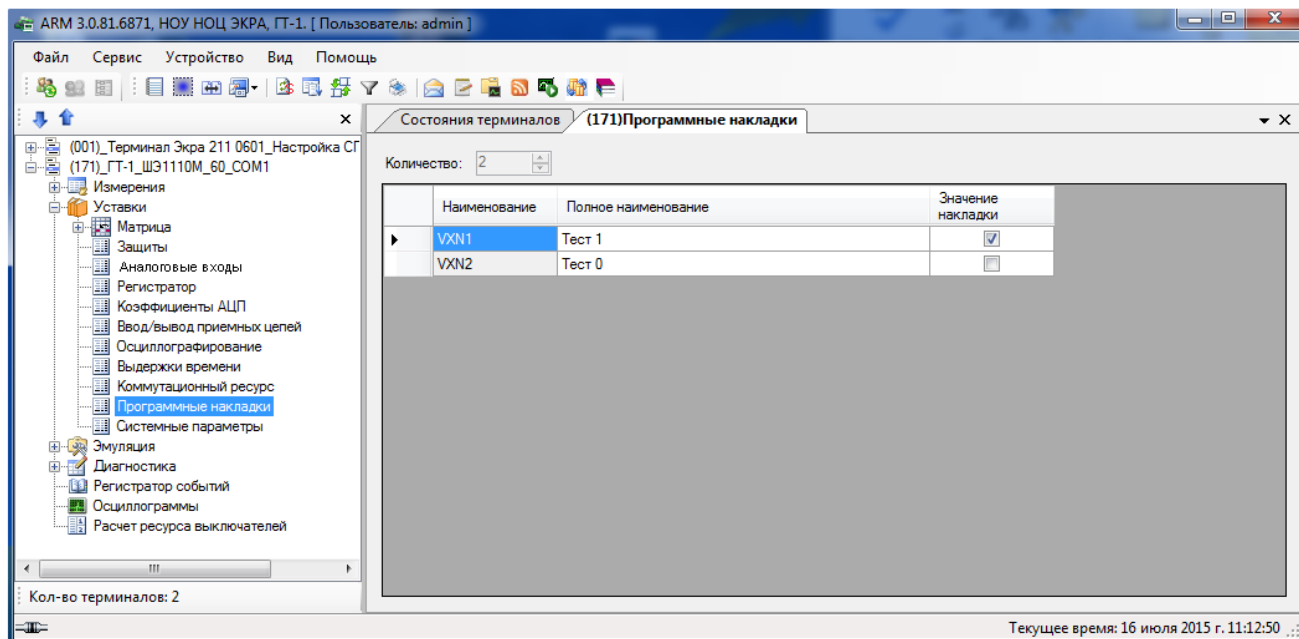 ARM 3.0.81.6871, НОУ НОЦ ЭКРА, ГТ-1. [ Пользователь: admin ]
Файл Сервис Устройство Вид Помощь
Состояния терминалов (171)Программные накладки
(001)_Терминал Экра 211 0601_Настройка СГ
(171)_ГТ-1_ШЭ1110М_60_COM1
Измерения
Уставки
Матрица
Защиты
Аналоговые входы
Регистратор
Коэффициенты АЦП
Ввод/вывод приемных цепей
Осциллографирование
Выдержки времени
Коммутационный ресурс
Программные накладки
Системные параметры
Эмуляция
Диагностика
Регистратор событий
Осциллограммы
Расчет ресурса выключателей
Кол-во терминалов: 2
Количество: 2
Наименование Полное наименование Значение накладки
VXN1 Тест 1
VXN2 Тест 0
Текущее время: 16 июля 2015 г. 11:12:50